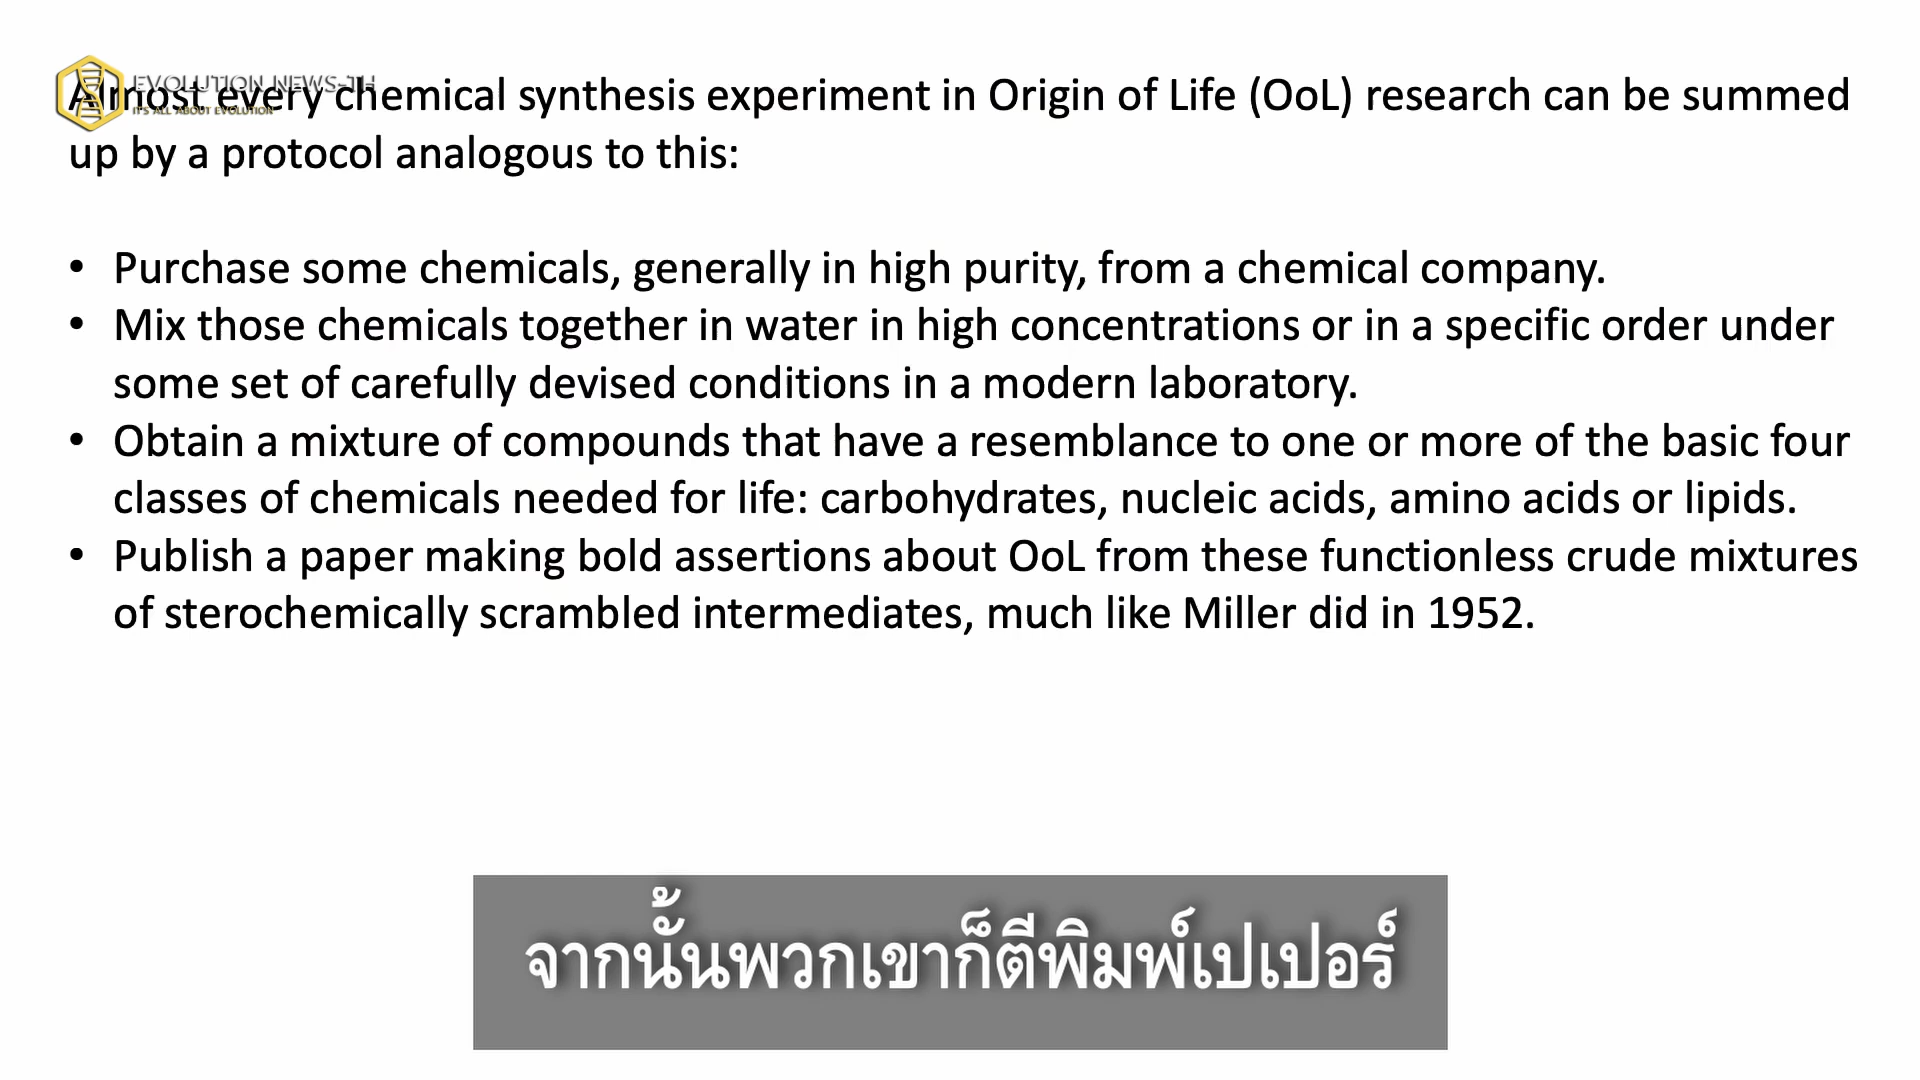 EVOLUTION NEWS-TH
IT'S ALL ABOUT EVOLUTION
Almost every chemical synthesis experiment in Origin of Life (OoL) research can be summed
up by a protocol analogous to this:
• Purchase some chemicals, generally in high purity, from a chemical company.
• Mix those chemicals together in water in high concentrations or in a specific order under
some set of carefully devised conditions in a modern laboratory.
• Obtain a mixture of compounds that have a resemblance to one or more of the basic four
classes of chemicals needed for life: carbohydrates, nucleic acids, amino acids or lipids.
• Publish a paper making bold assertions about OoL from these functionless crude mixtures
of sterochemically scrambled intermediates, much like Miller did in 1952.
จากนั้นพวกเขาก็ตีพิมพ์เปเปอร์